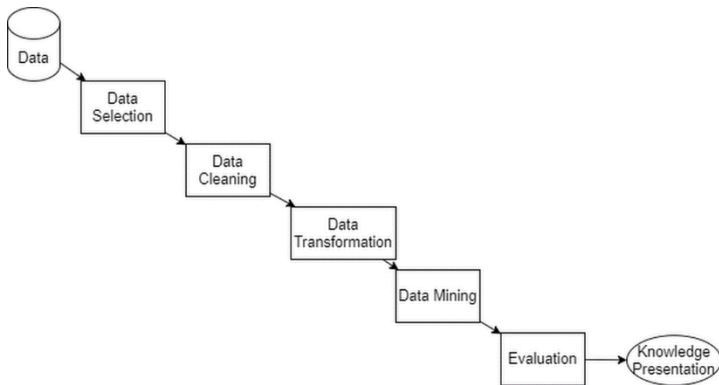 Data
Data
Selection
Data
Cleaning
Data
Transformation
Data Mining
Evaluation
Knowledge
Presentation